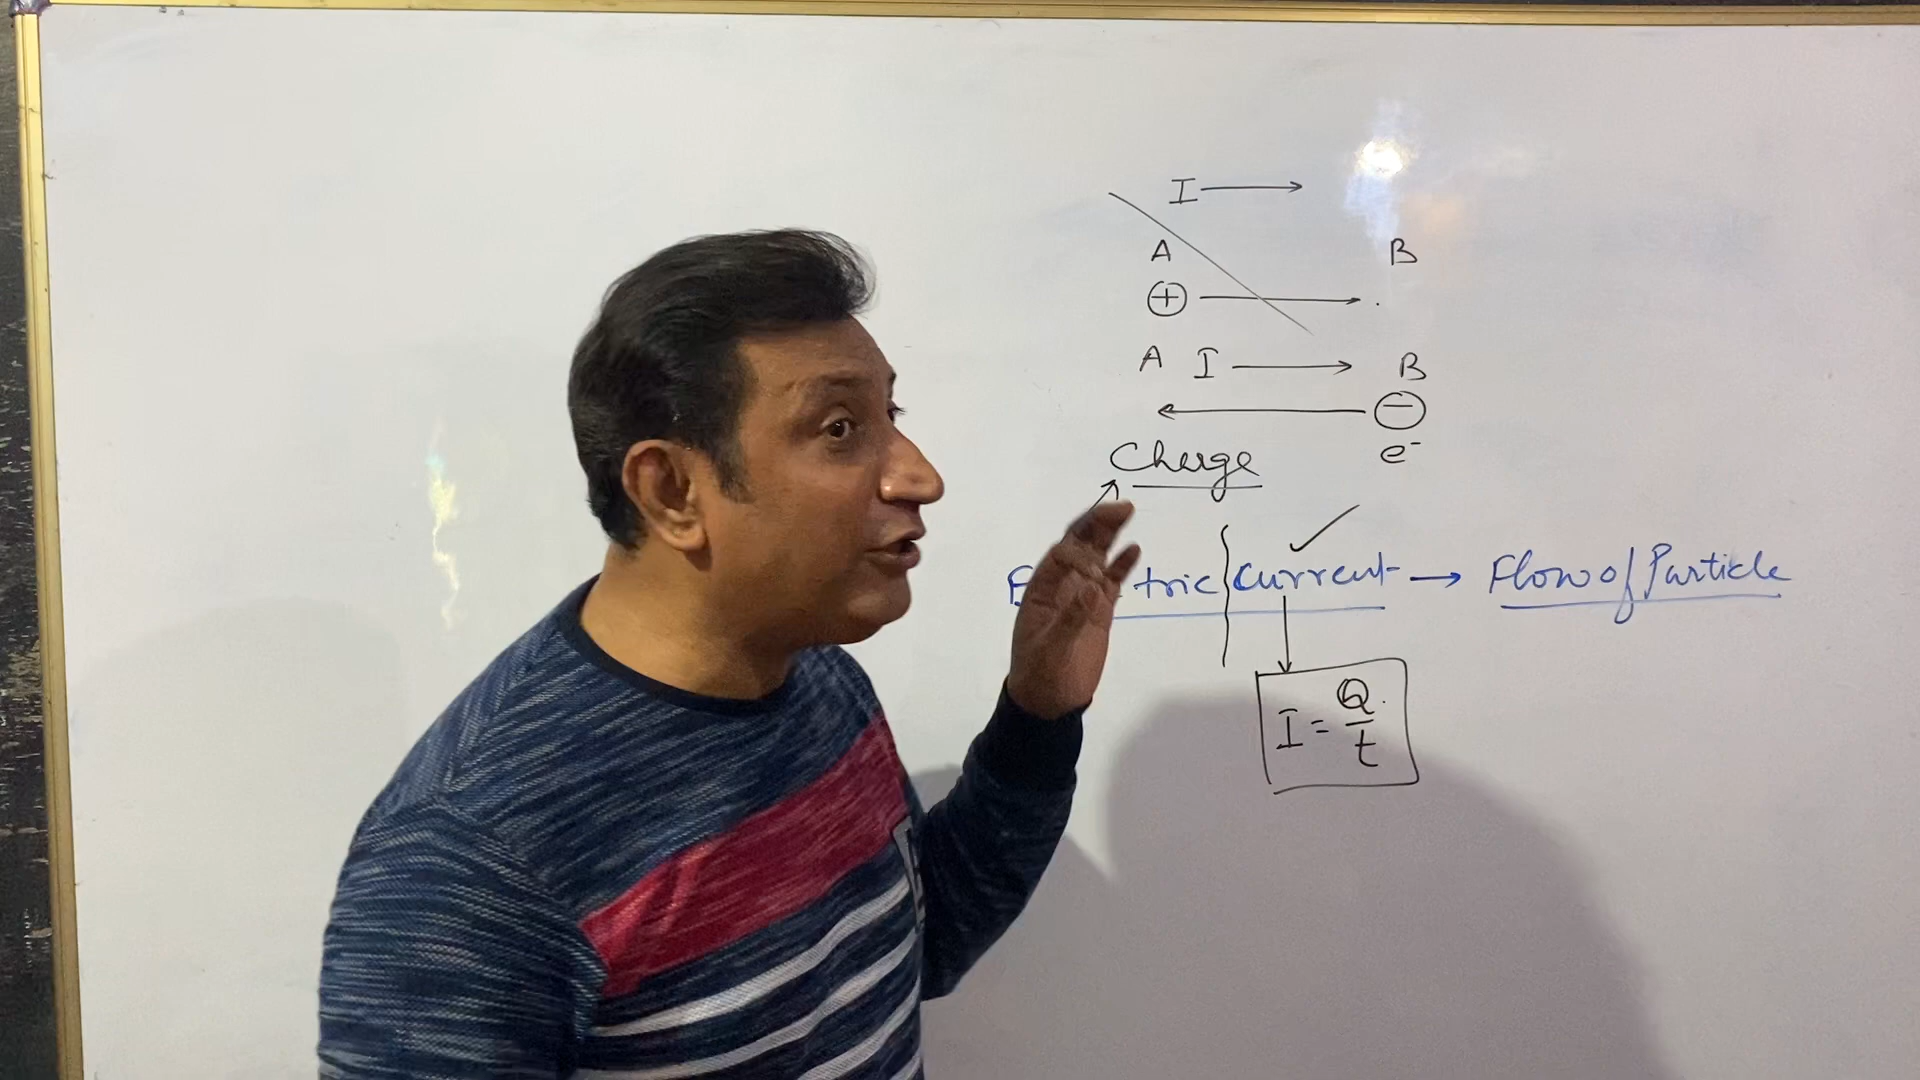 I →
A B
⊕ →
A I → B
← ⊖
Charge e⁻
tric current → Flow of Particle
I = Q/t